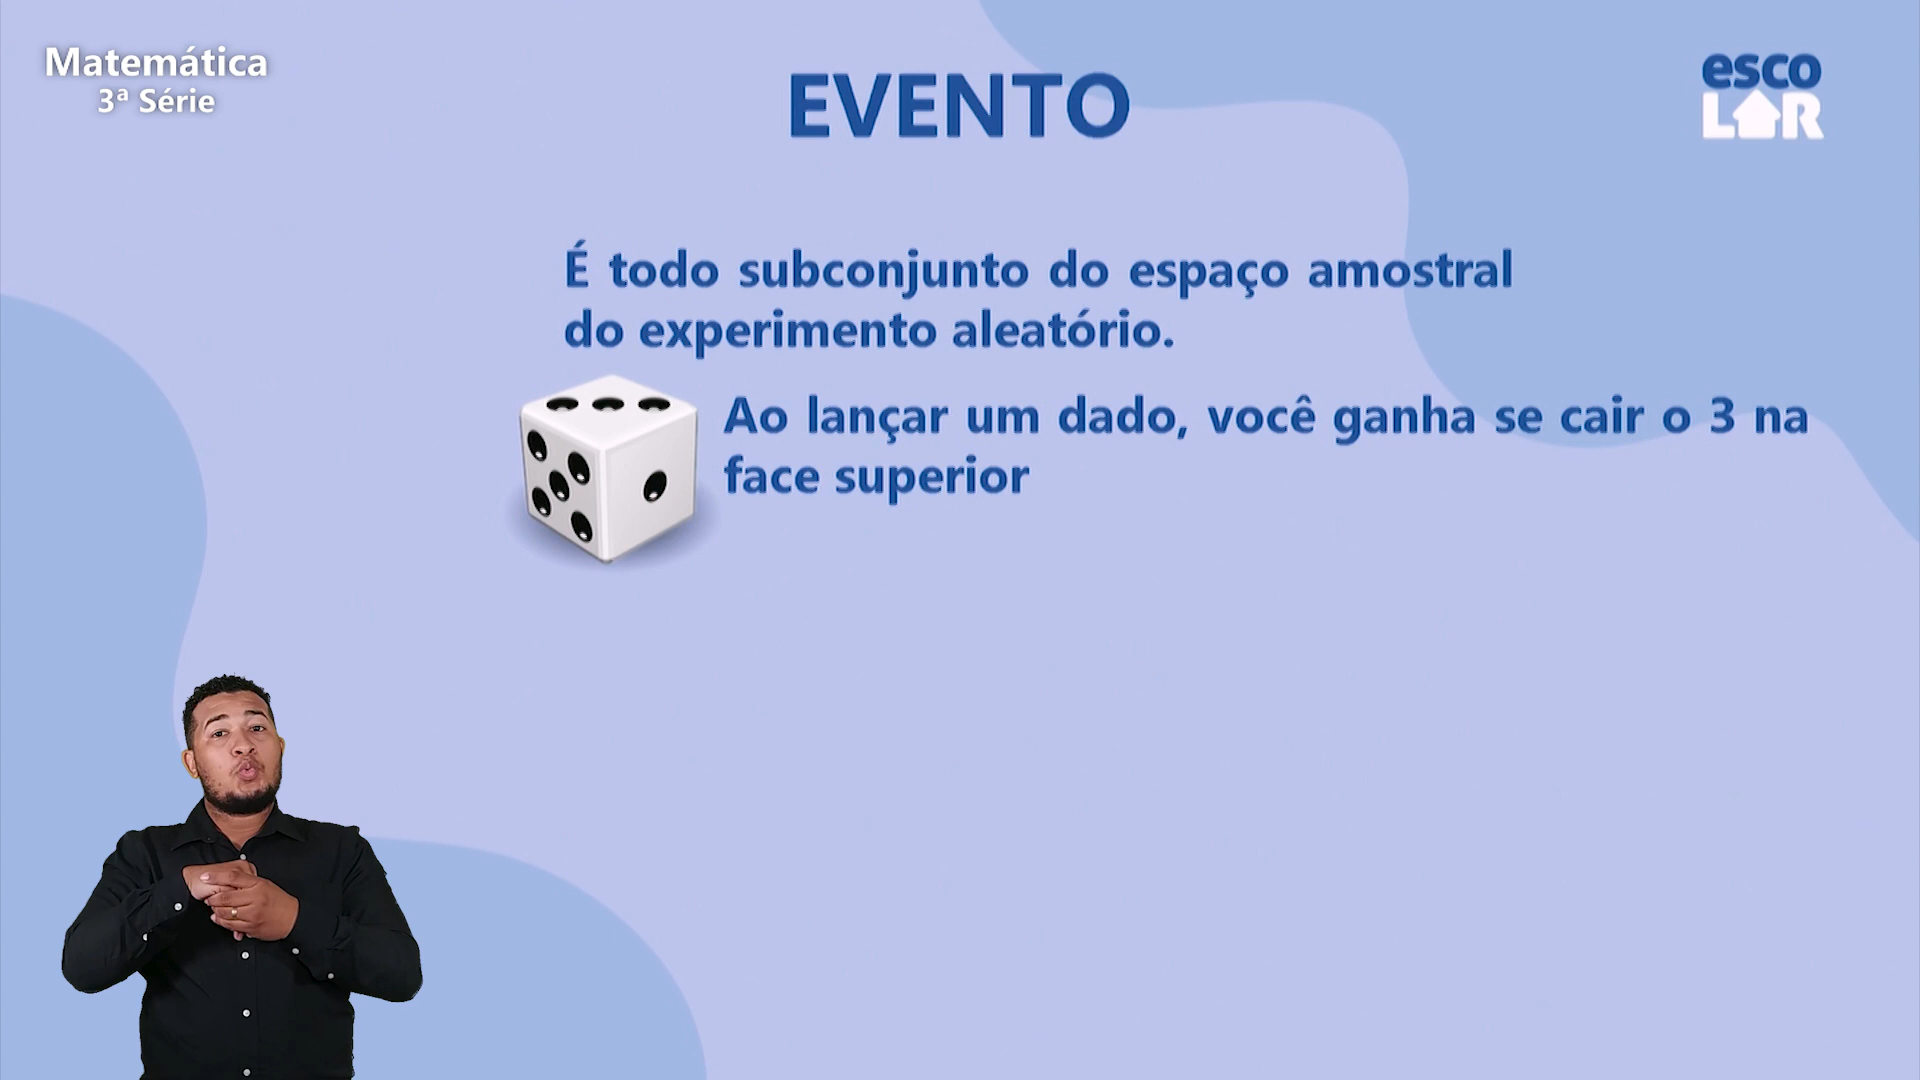 Matemática
3ª Série
EVENTO
esco
LAR
É todo subconjunto do espaço amostral
do experimento aleatório.
Ao lançar um dado, você ganha se cair o 3 na
face superior